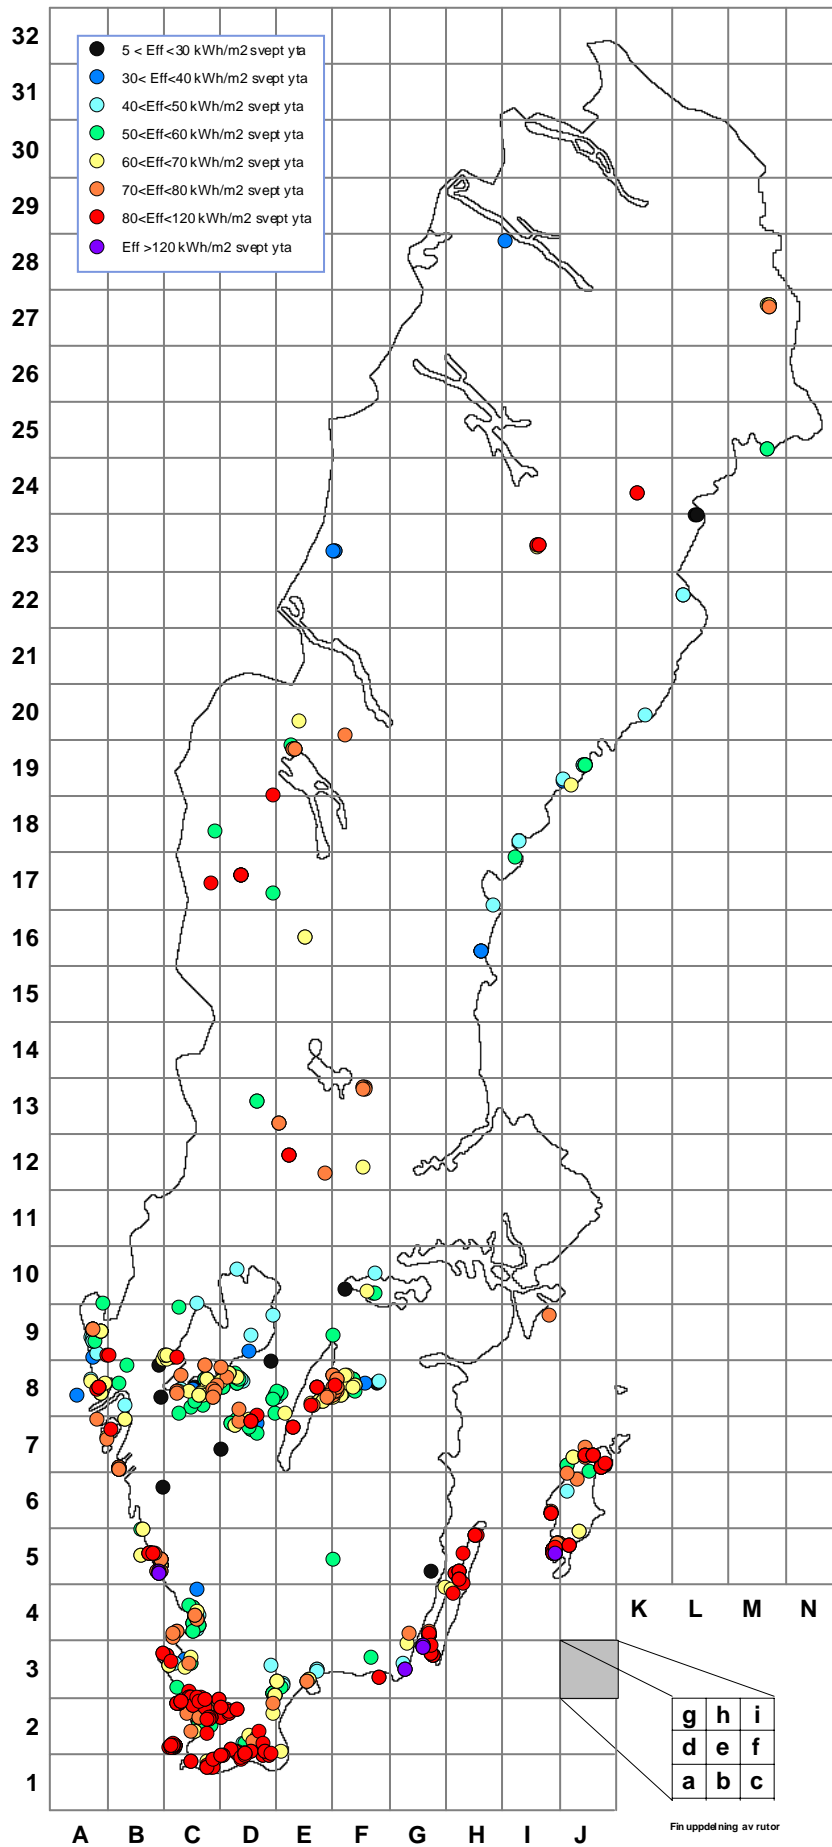 32
31
30
29
28
27
26
25
24
23
22
21
20
19
18
17
16
15
14
13
12
11
10
9
8
7
6
5
4
3
2
1
5 < Eff<30 kWh/m2 svept yta
30< Eff<40 kWh/m2 svept yta
40<Eff<50 kWh/m2 svept yta
50<Eff<60 kWh/m2 svept yta
60<Eff<70 kWh/m2 svept yta
70<Eff<80 kWh/m2 svept yta
80<Eff<120 kWh/m2 svept yta
Eff >120 kWh/m2 svept yta
K L M N
g h i
d e f
a b c
Finuppdelning av rutor
A B C D E F G H I J